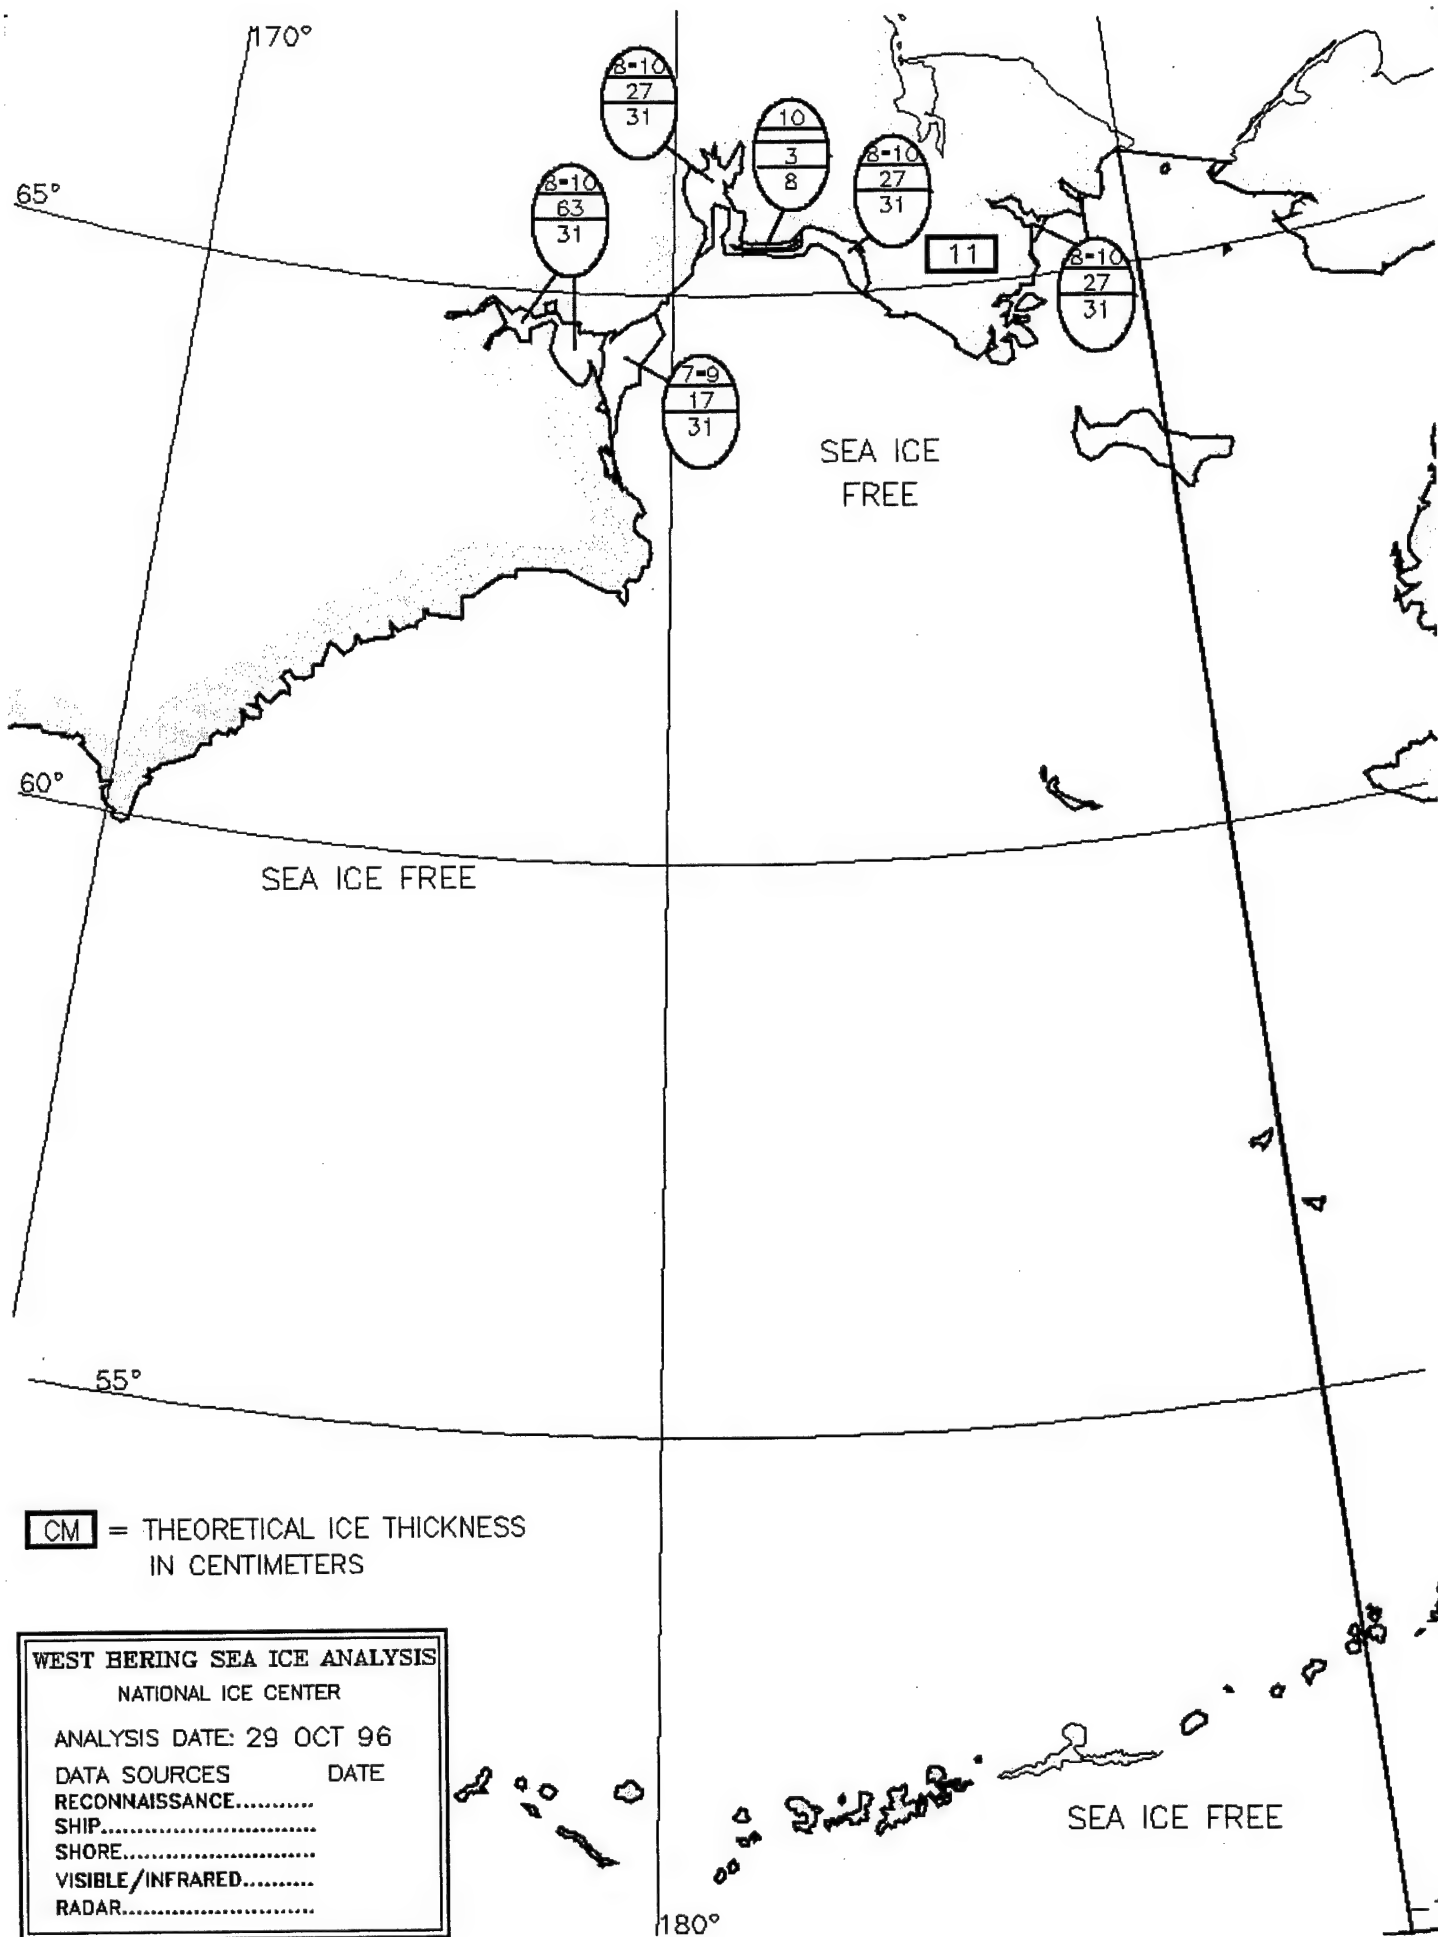 170°
8-10
27
31
10
3
8
8-10
27
31
65°
8-10
63
31
11
8-10
27
31
7-9
17
31
SEA ICE
FREE
60°
SEA ICE FREE
55°
CM = THEORETICAL ICE THICKNESS
IN CENTIMETERS
WEST BERING SEA ICE ANALYSIS
NATIONAL ICE CENTER
ANALYSIS DATE: 29 OCT 96
DATA SOURCES DATE
RECONNAISSANCE...........
SHIP..............................
SHORE...........................
VISIBLE/INFRARED..........
RADAR...........................
SEA ICE FREE
180°